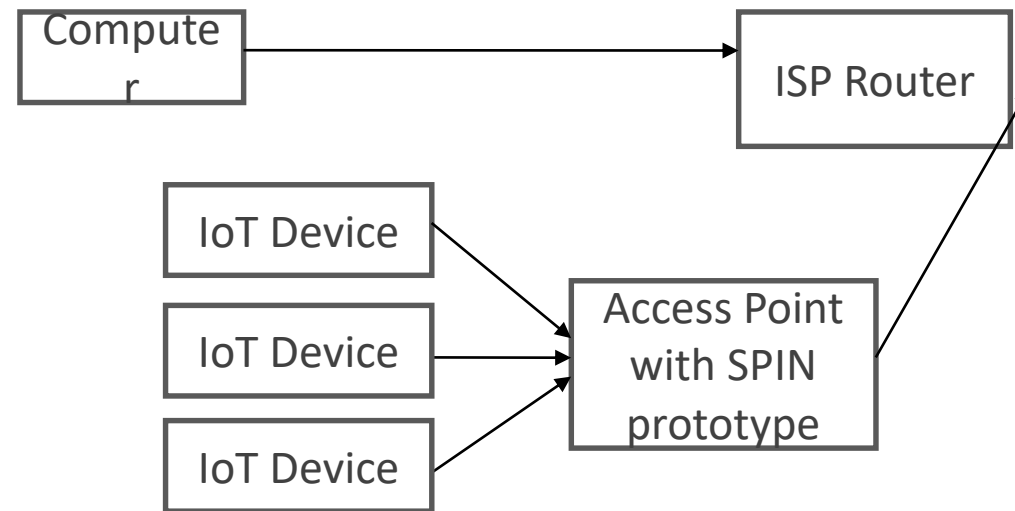 Compute
r
ISP Router
IoT Device
IoT Device
Access Point
with SPIN
prototype
IoT Device